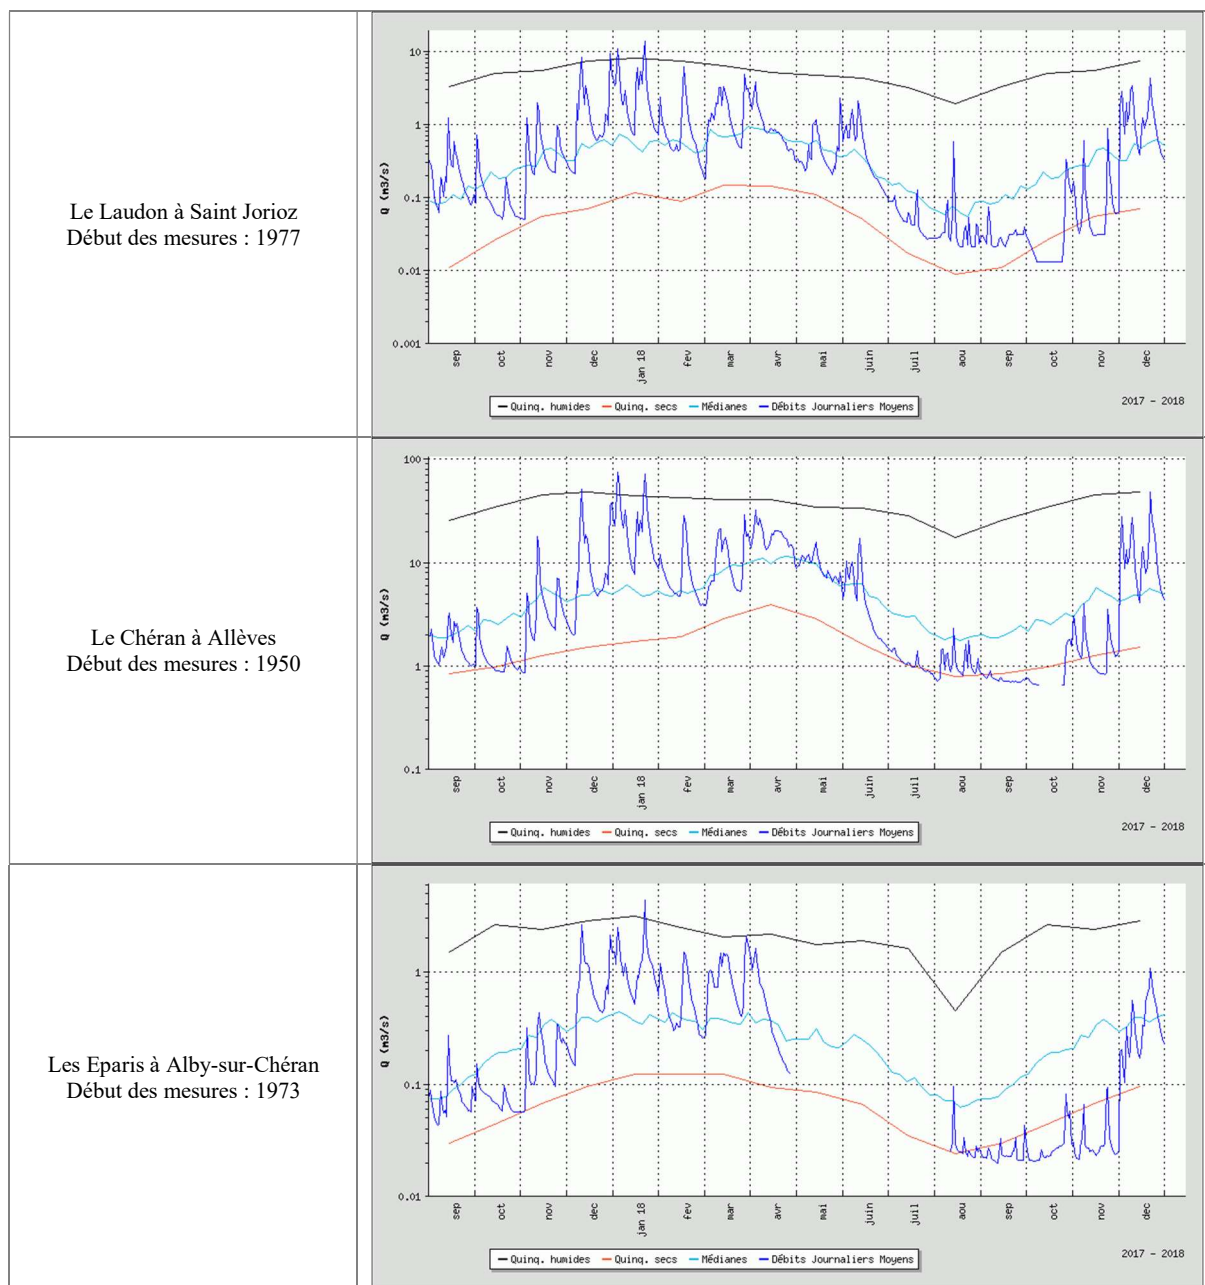 Le Laudon à Saint Jorioz
Début des mesures : 1977
10
1
0.1
0.01
0.001
Q (m3/s)
sep oct nov dec jan 18 fev mar avr mai juin juil aou sep oct nov dec
Quinq. humides Quinq. secs Médianes Débits Journaliers Moyens
2017 - 2018
Le Chéran à Allèves
Début des mesures : 1950
100
10
1
0.1
Q (m3/s)
sep oct nov dec jan 18 fev mar avr mai juin juil aou sep oct nov dec
Quinq. humides Quinq. secs Médianes Débits Journaliers Moyens
2017 - 2018
Les Eparis à Alby-sur-Chéran
Début des mesures : 1973
1
0.1
0.01
Q (m3/s)
sep oct nov dec jan 18 fev mar avr mai juin juil aou sep oct nov dec
Quinq. humides Quinq. secs Médianes Débits Journaliers Moyens
2017 - 2018